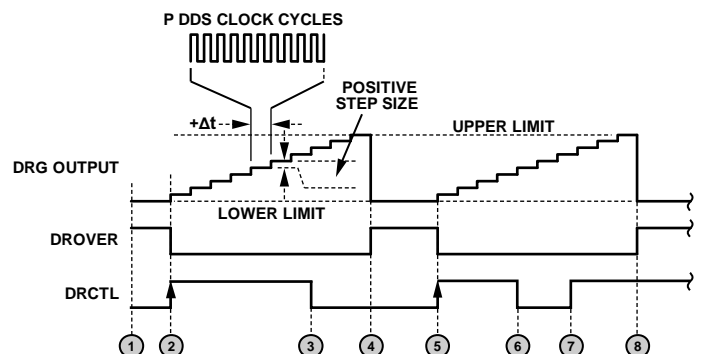 P DDS CLOCK CYCLES
POSITIVE
STEP SIZE
+Δt
UPPER LIMIT
DRG OUTPUT
LOWER LIMIT
DROVER
DRCTL
1 2 3 4 5 6 7 8